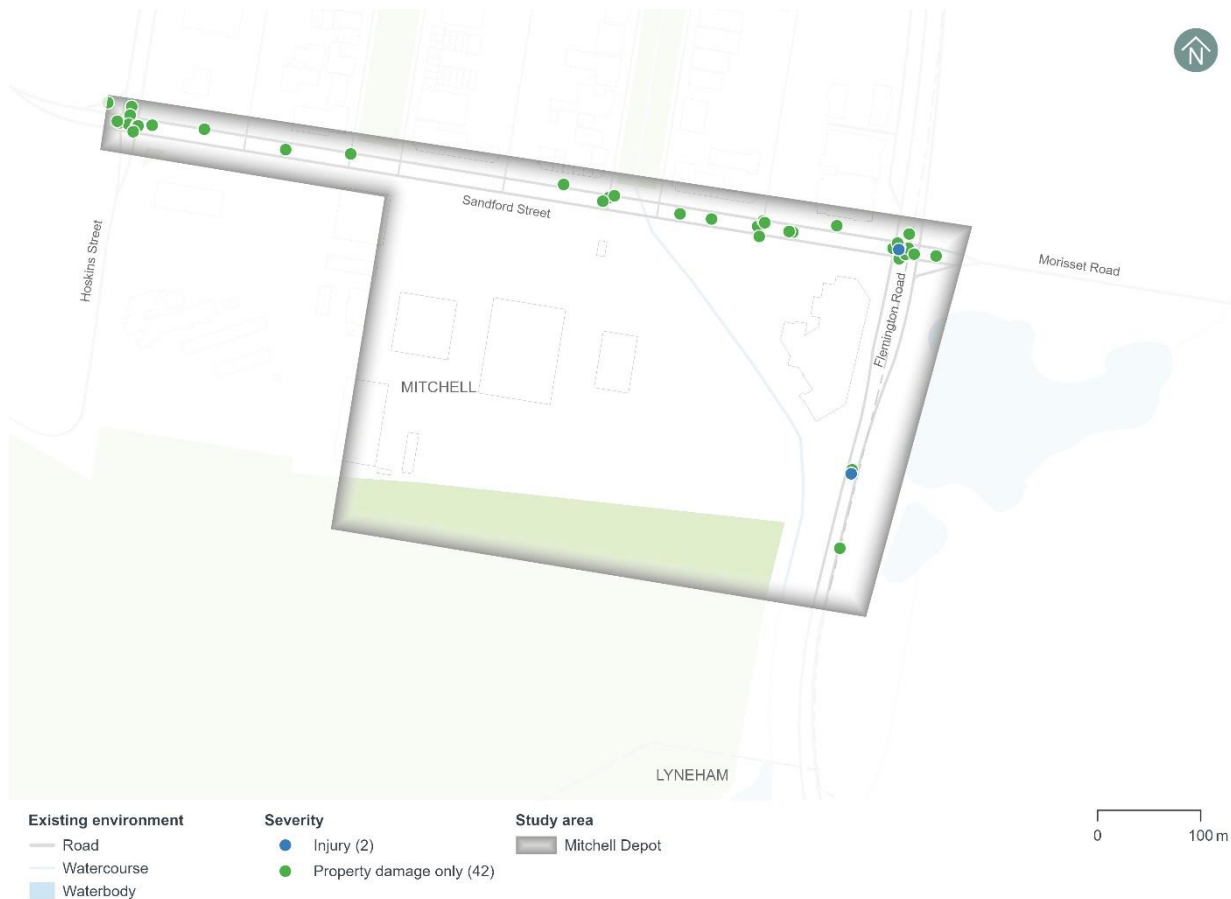 N
Sandford Street
Hoskins Street
Morisset Road
Flemington Road
MITCHELL
LYNEHAM
Existing environment
Road
Watercourse
Waterbody
Severity
Injury (2)
Property damage only (42)
Study area
Mitchell Depot
0
100 m